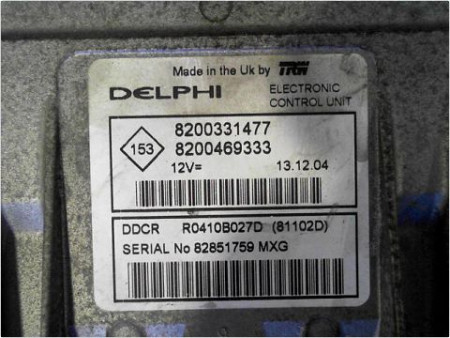 Made in the Uk by TRW
DELPHI ELECTRONIC
CONTROL UNIT
153
8200331477
8200469333
12V= 13.12.04
DDCR R0410B027D (81102D)
SERIAL No 82851759 MXG